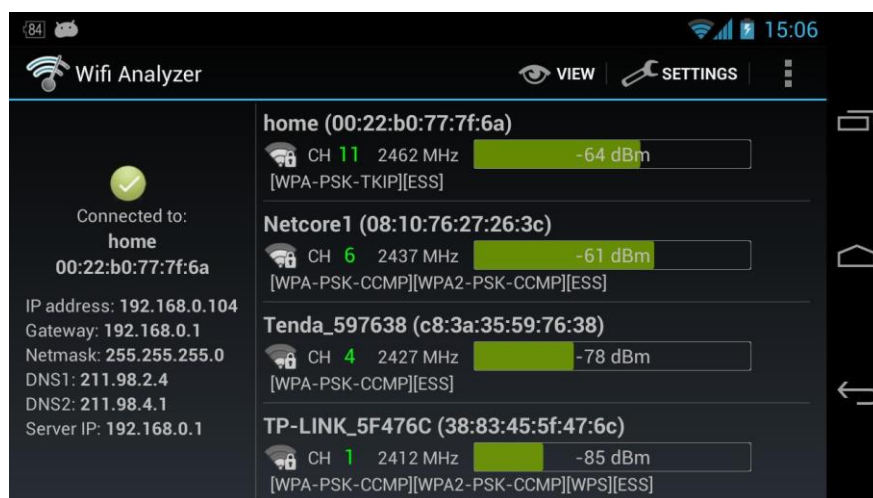 84
15:06
Wifi Analyzer
VIEW
SETTINGS
Connected to:
home
00:22:b0:77:7f:6a
IP address: 192.168.0.104
Gateway: 192.168.0.1
Netmask: 255.255.255.0
DNS1: 211.98.2.4
DNS2: 211.98.4.1
Server IP: 192.168.0.1
home (00:22:b0:77:7f:6a)
CH 11 2462 MHz -64 dBm
[WPA-PSK-TKIP][ESS]
Netcore1 (08:10:76:27:26:3c)
CH 6 2437 MHz -61 dBm
[WPA-PSK-CCMP][WPA2-PSK-CCMP][ESS]
Tenda_597638 (c8:3a:35:59:76:38)
CH 4 2427 MHz -78 dBm
[WPA-PSK-CCMP][ESS]
TP-LINK_5F476C (38:83:45:5f:47:6c)
CH 1 2412 MHz -85 dBm
[WPA-PSK-CCMP][WPA2-PSK-CCMP][WPS][ESS]